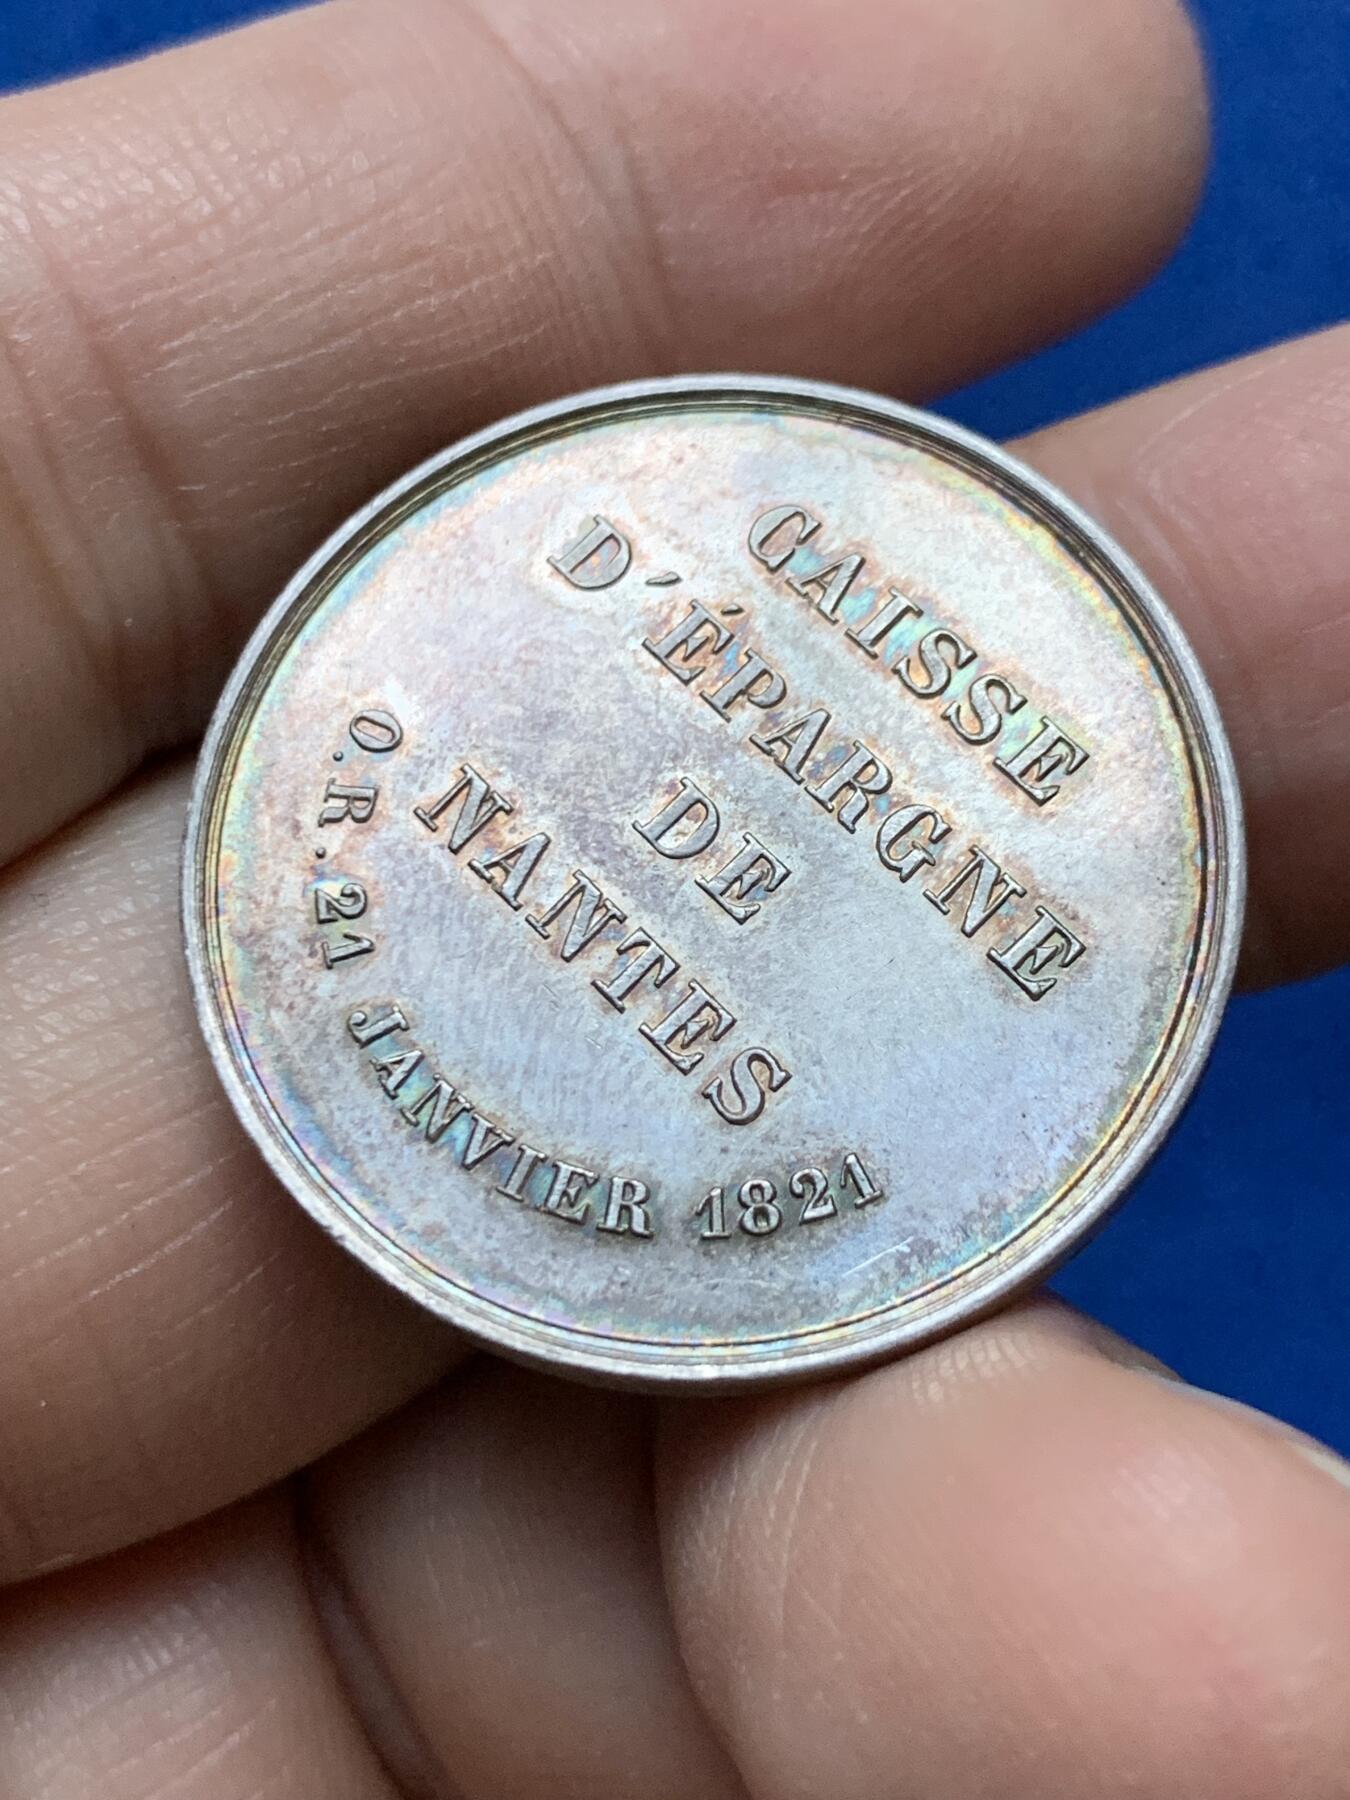 CAISSE
D'ÉPARGNE
DE
NANTES
O.R. 21 JANVIER 1821